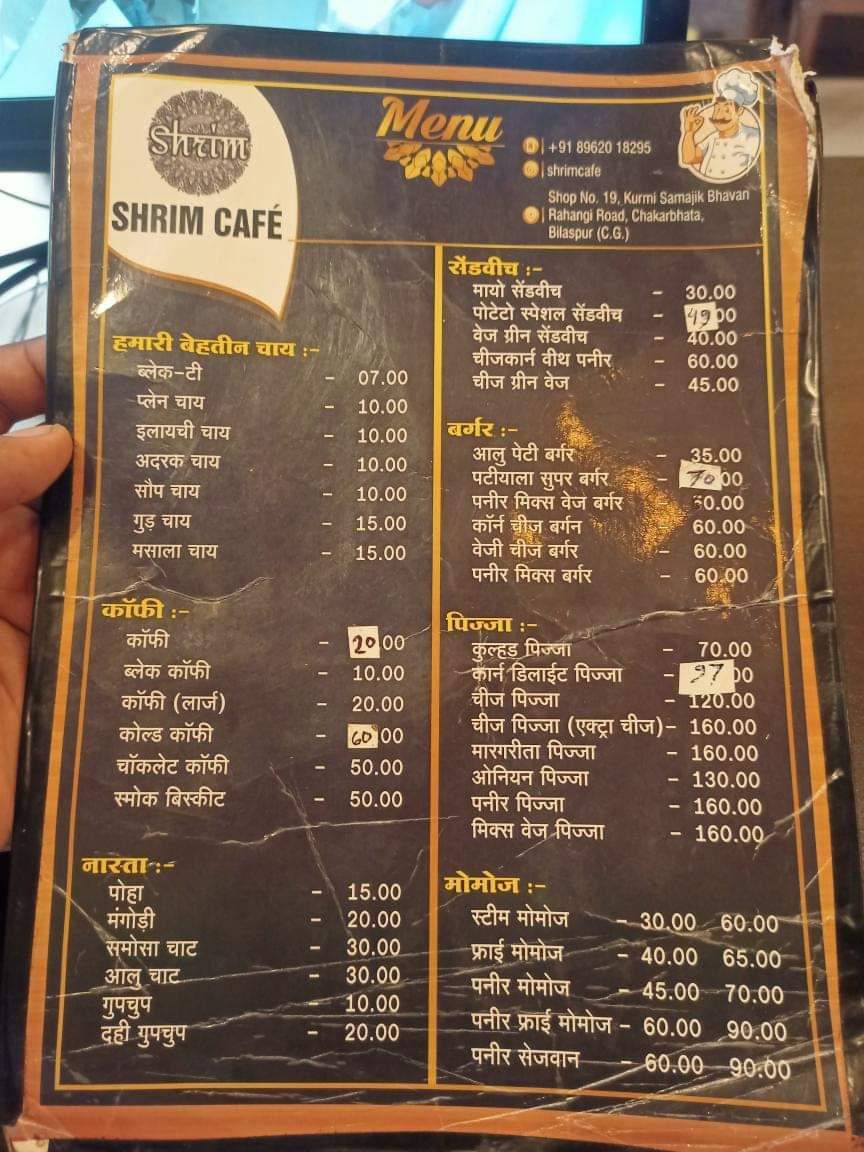 Shrim
SHRIM CAFÉ
Menu
+91 89620 18295
shrimcafe
Shop No. 19, Kurmi Samajik Bhavan
Rahangi Road, Chakarbhata,
Bilaspur (C.G.)
हमारी बेहतीन चाय :-
ब्लेक-टी - 07.00
प्लेन चाय - 10.00
इलायची चाय - 10.00
अदरक चाय - 10.00
सौप चाय - 10.00
गुड़ चाय - 15.00
मसाला चाय - 15.00
कॉफी :-
कॉफी - 20.00
ब्लेक कॉफी - 10.00
कॉफी (लार्ज) - 20.00
कोल्ड कॉफी - 60.00
चॉकलेट कॉफी - 50.00
स्मोक बिस्कीट - 50.00
नास्ता :-
पोहा - 15.00
मंगोड़ी - 20.00
समोसा चाट - 30.00
आलु चाट - 30.00
गुपचुप - 10.00
दही गुपचुप - 20.00
सेंडवीच :-
मायो सेंडवीच - 30.00
पोटेटो स्पेशल सेंडवीच - 49.00
वेज ग्रीन सेंडवीच - 40.00
चीजकार्न वीथ पनीर - 60.00
चीज ग्रीन वेज - 45.00
बर्गर :-
आलु पेटी बर्गर - 35.00
पटीयाला सुपर बर्गर - 70.00
पनीर मिक्स वेज बर्गर - 0.00
कॉर्न चीज बर्गन - 60.00
वेजी चीज बर्गर - 60.00
पनीर मिक्स बर्गर - 60.00
पिज्जा :-
कुल्हड़ पिज्जा - 70.00
कार्न डिलाईट पिज्जा - 97 00
चीज पिज्जा - 120.00
चीज पिज्जा (एक्ट्रा चीज) - 160.00
मारगरीता पिज्जा - 160.00
ओनियन पिज्जा - 130.00
पनीर पिज्जा - 160.00
मिक्स वेज पिज्जा - 160.00
मोमोज :-
स्टीम मोमोज - 30.00 60.00
फ्राई मोमोज - 40.00 65.00
पनीर मोमोज - 45.00 70.00
पनीर फ्राई मोमोज - 60.00 90.00
पनीर सेजवान - 60.00 90.00